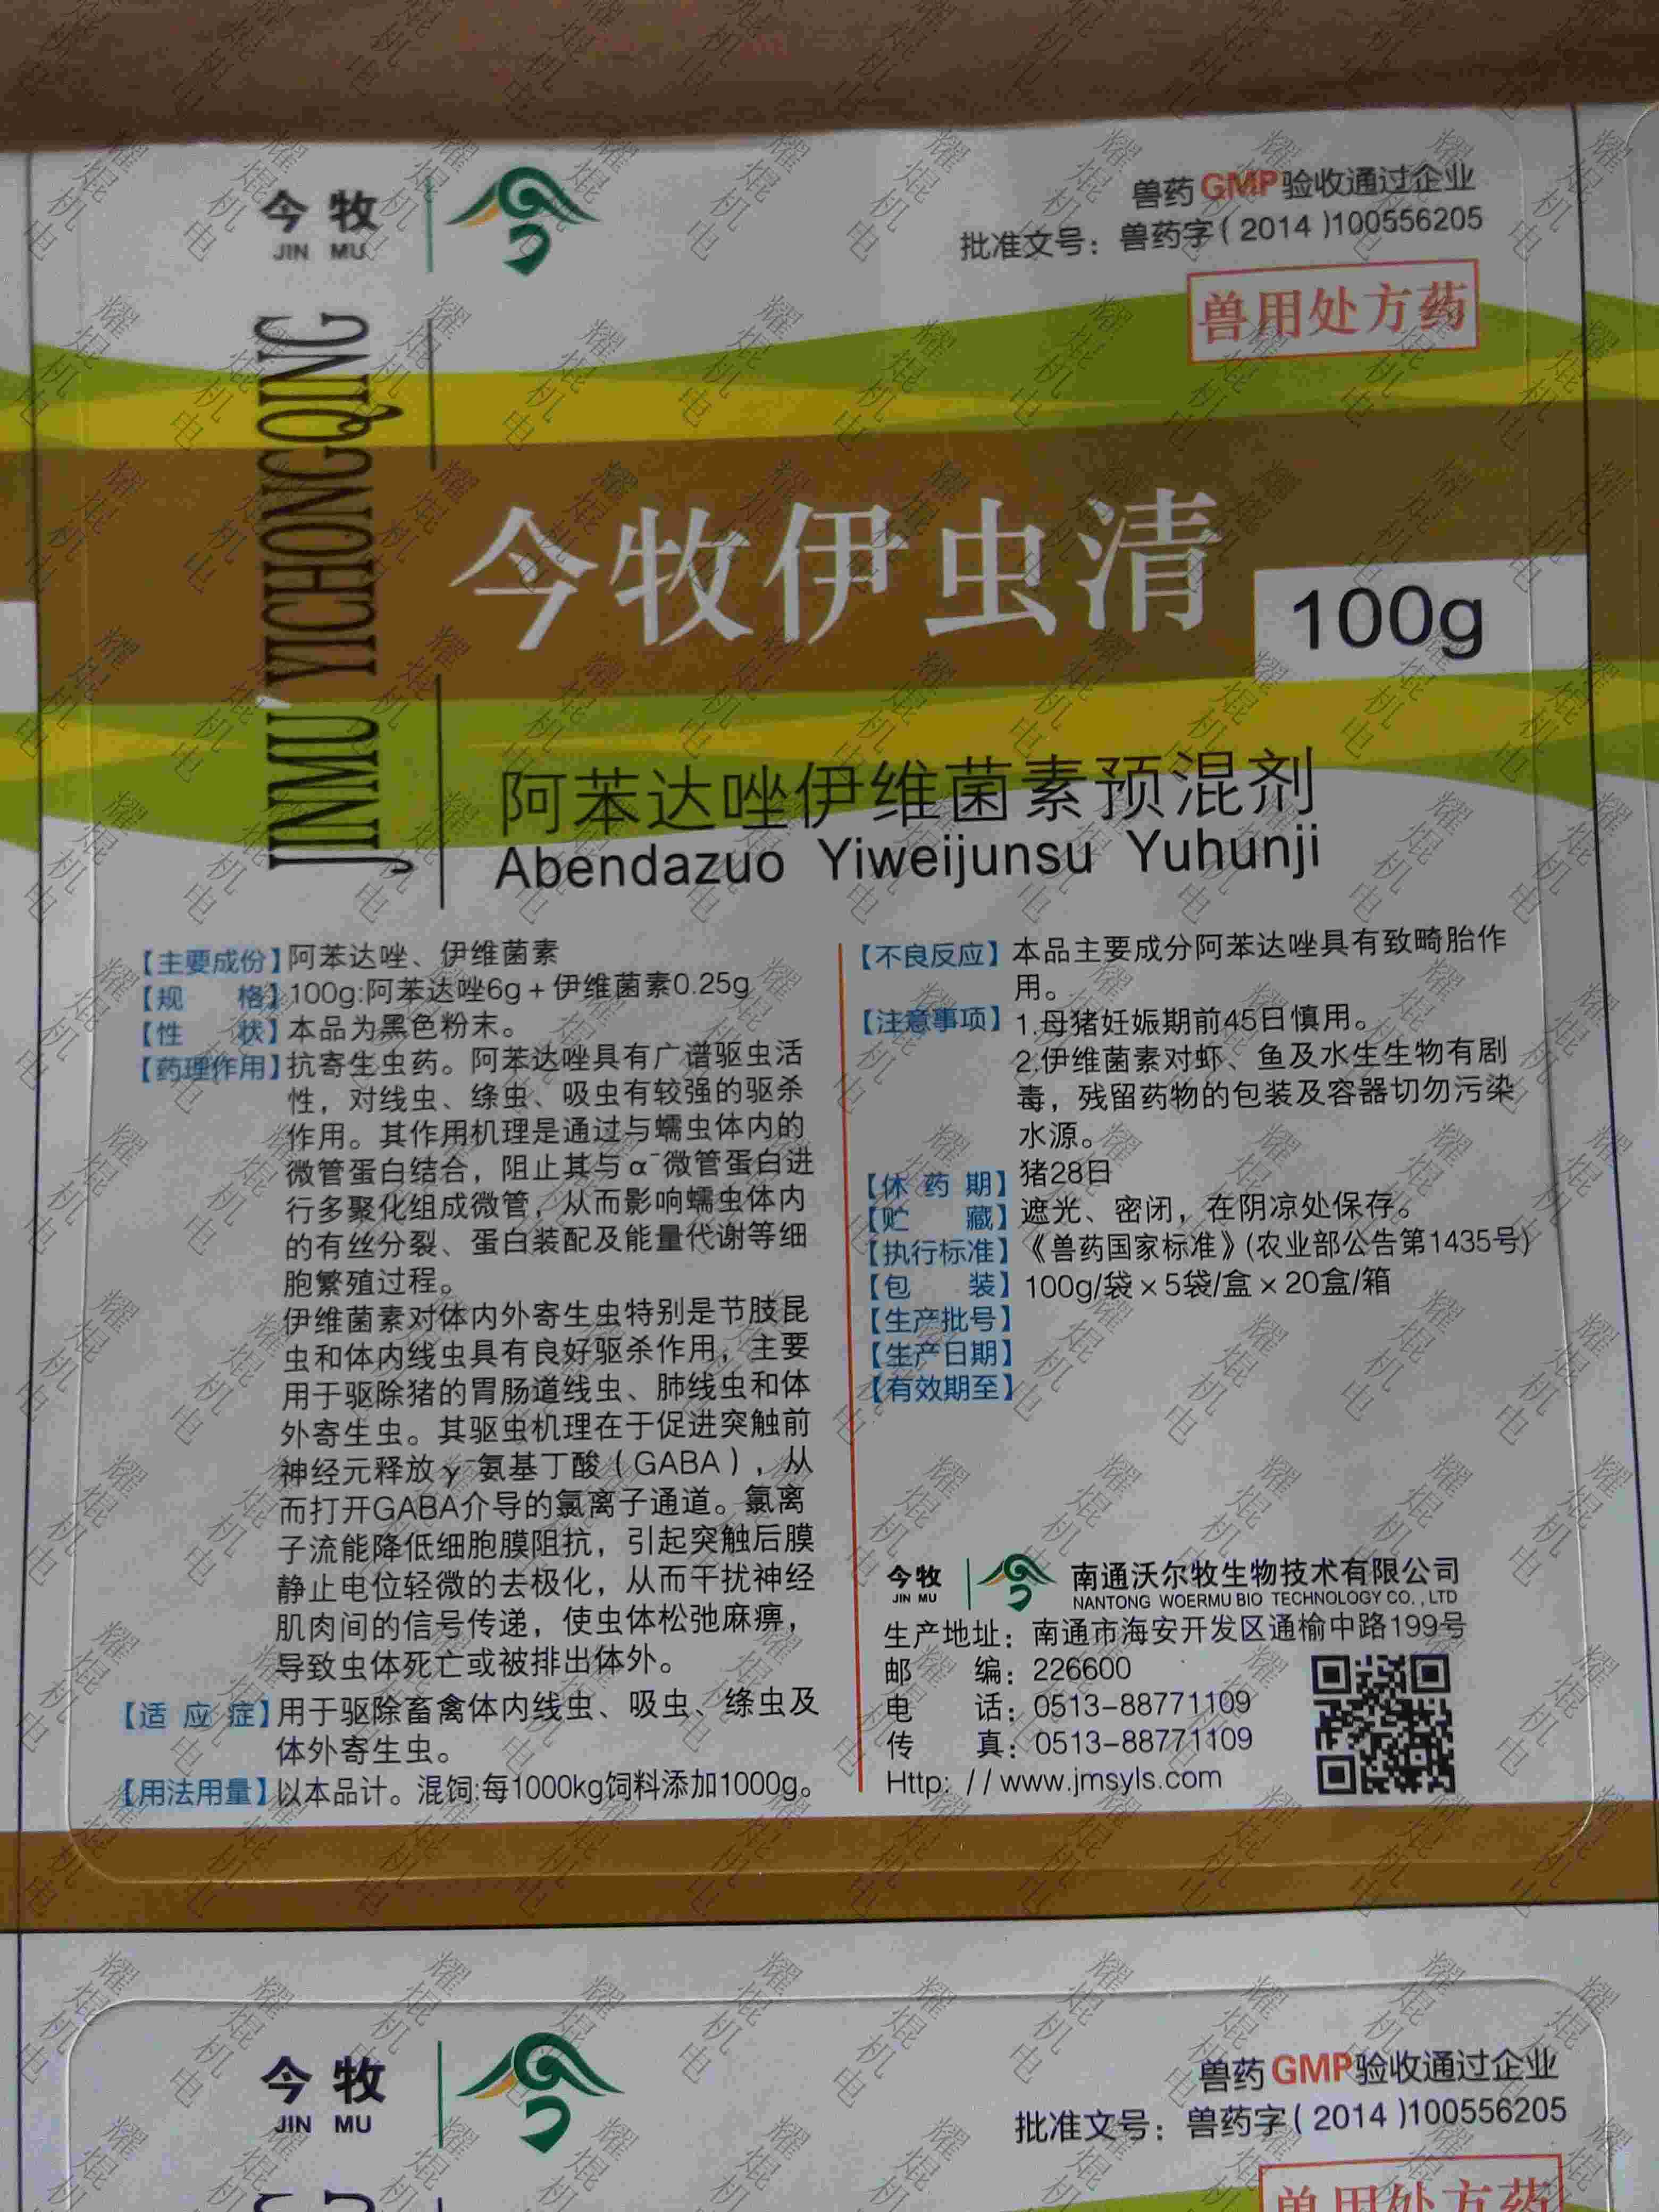 今牧
JIN MU
兽药GMP验收通过企业
批准文号：兽药字(2014)100556205
兽用处方药
JINMU YICHONGQING
今牧伊虫清
100g
阿苯达唑伊维菌素预混剂
Abendazuo Yiweijunsu Yuhunji
【主要成份】阿苯达唑、伊维菌素
【规 格】100g:阿苯达唑6g+伊维菌素0.25g
【性 状】本品为黑色粉末。
【药理作用】抗寄生虫药。阿苯达唑具有广谱驱虫活
性，对线虫、绦虫、吸虫有较强的驱杀
作用。其作用机理是通过与蠕虫体内的
微管蛋白结合，阻止其与α-微管蛋白进
行多聚化组成微管，从而影响蠕虫体内
的有丝分裂、蛋白装配及能量代谢等细
胞繁殖过程。
伊维菌素对体内外寄生虫特别是节肢昆
虫和体内线虫具有良好驱杀作用，主要
用于驱除猪的胃肠道线虫、肺线虫和体
外寄生虫。其驱虫机理在于促进突触前
神经元释放γ-氨基丁酸（GABA），从
而打开GABA介导的氯离子通道。氯离
子流能降低细胞膜阻抗，引起突触后膜
静止电位轻微的去极化，从而干扰神经
肌肉间的信号传递，使虫体松弛麻痹，
导致虫体死亡或被排出体外。
【适应症】用于驱除畜禽体内线虫、吸虫、绦虫及
体外寄生虫。
【用法用量】以本品计。混饲:每1000kg饲料添加1000g。
【不良反应】本品主要成分阿苯达唑具有致畸胎作
用。
【注意事项】1.母猪妊娠期前45日慎用。
2.伊维菌素对虾、鱼及水生生物有剧
毒，残留药物的包装及容器切勿污染
水源。
【休药期】猪28日
【贮 藏】遮光、密闭，在阴凉处保存。
【执行标准】《兽药国家标准》(农业部公告第1435号)
【包 装】100g/袋×5袋/盒×20盒/箱
【生产批号】
【生产日期】
【有效期至】
今牧
JIN MU
南通沃尔牧生物技术有限公司
NANTONG WOERMU BIO TECHNOLOGY CO.,LTD
生产地址：南通市海安开发区通榆中路199号
邮 编：226600
电 话：0513-88771109
传 真：0513-88771109
Http: //www.jmsyls.com
今牧
JIN MU
兽药GMP验收通过企业
批准文号：兽药字(2014)100556205
兽用处方药